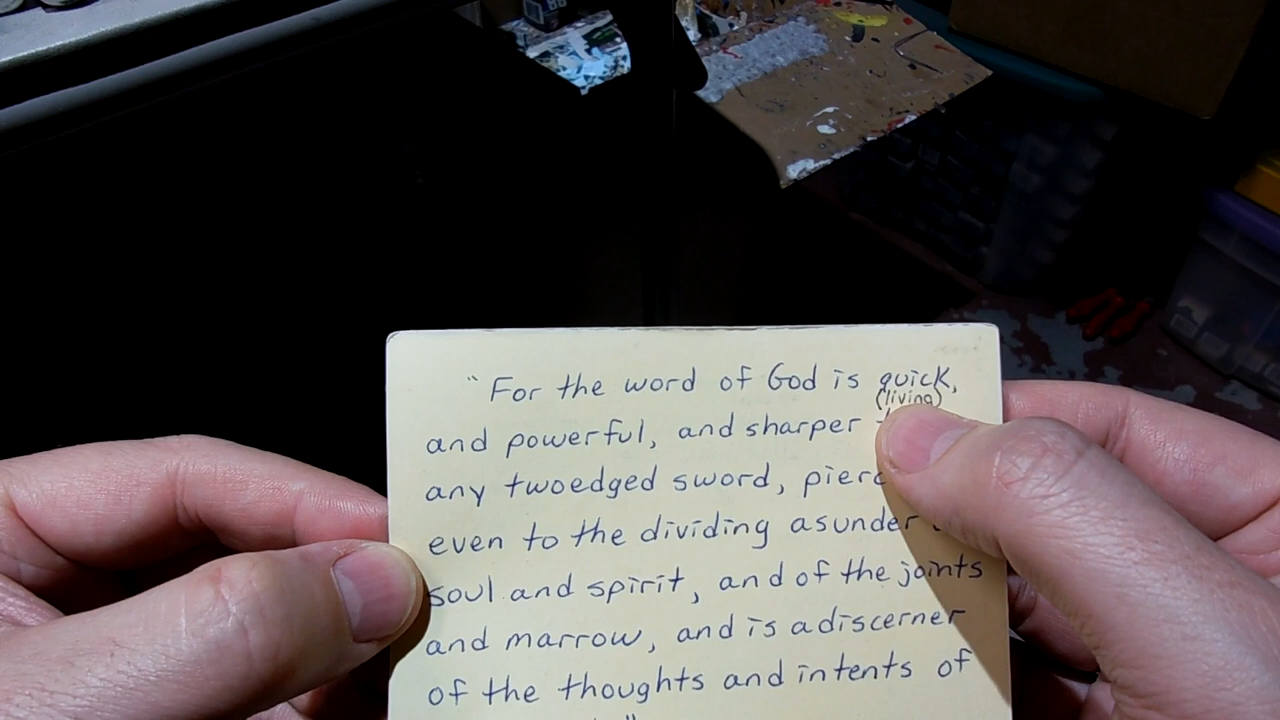 "For the word of God is quick,
(living)
and powerful, and sharper
any twoedged sword,
even to the dividing asunder
soul and spirit, and of the joints
and marrow, and is a discerner
of the thoughts and intents of